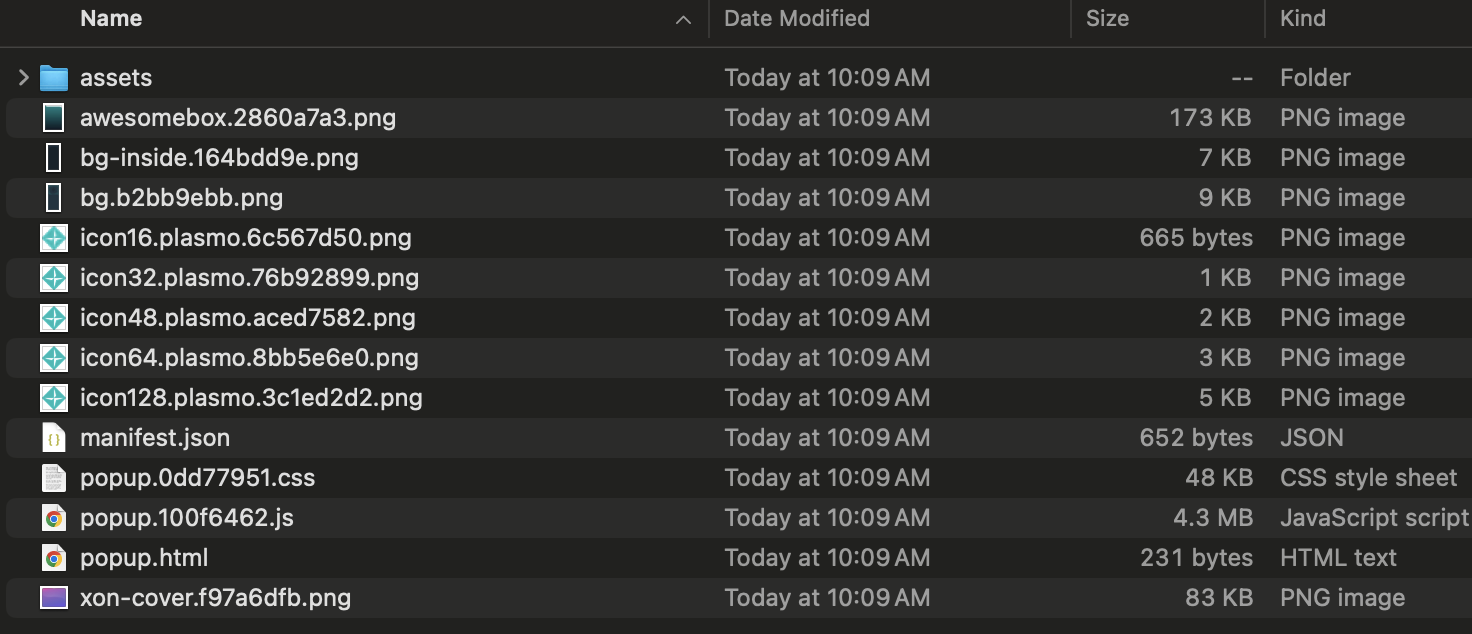 Name Date Modified Size Kind
assets Today at 10:09 AM -- Folder
awesomebox.2860a7a3.png Today at 10:09 AM 173 KB PNG image
bg-inside.164bdd9e.png Today at 10:09 AM 7 KB PNG image
bg.b2bb9ebb.png Today at 10:09 AM 9 KB PNG image
icon16.plasmo.6c567d50.png Today at 10:09 AM 665 bytes PNG image
icon32.plasmo.76b92899.png Today at 10:09 AM 1 KB PNG image
icon48.plasmo.aced7582.png Today at 10:09 AM 2 KB PNG image
icon64.plasmo.8bb5e6e0.png Today at 10:09 AM 3 KB PNG image
icon128.plasmo.3c1ed2d2.png Today at 10:09 AM 5 KB PNG image
manifest.json Today at 10:09 AM 652 bytes JSON
popup.0dd77951.css Today at 10:09 AM 48 KB CSS style sheet
popup.100f6462.js Today at 10:09 AM 4.3 MB JavaScript script
popup.html Today at 10:09 AM 231 bytes HTML text
xon-cover.f97a6dfb.png Today at 10:09 AM 83 KB PNG image